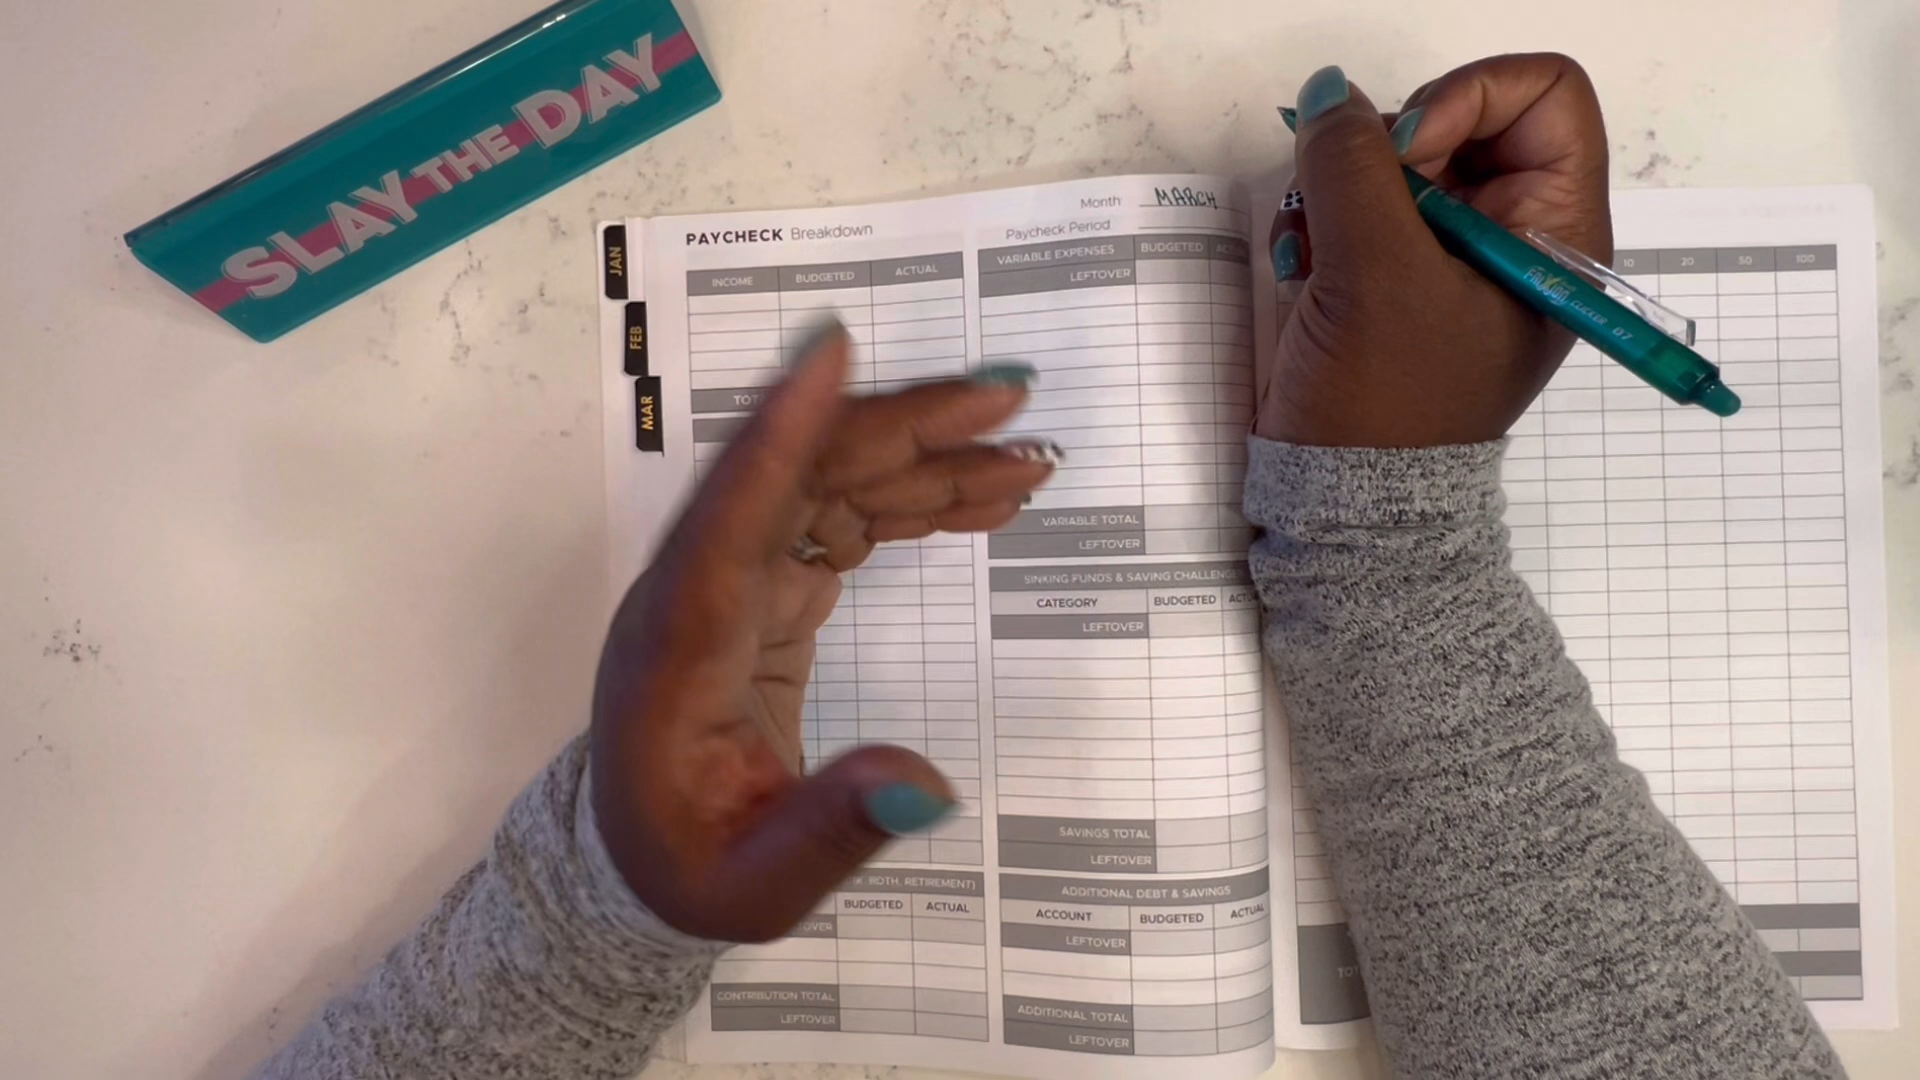 SLAY THE DAY
JAN
FEB
MAR
PAYCHECK Breakdown
INCOME BUDGETED ACTUAL
Month MARCH
Paycheck Period
VARIABLE EXPENSES BUDGETED
LEFTOVER
VARIABLE TOTAL
LEFTOVER
SINKING FUNDS & SAVING
CATEGORY BUDGETED
LEFTOVER
SAVINGS TOTAL
LEFTOVER
ROTH, RETIREMENT)
BUDGETED ACTUAL
CONTRIBUTION TOTAL
LEFTOVER
ADDITIONAL DEBT & SAVINGS
ACCOUNT BUDGETED ACTUAL
LEFTOVER
ADDITIONAL TOTAL
LEFTOVER
10 20 50 100
FRIXION CLICKER 07